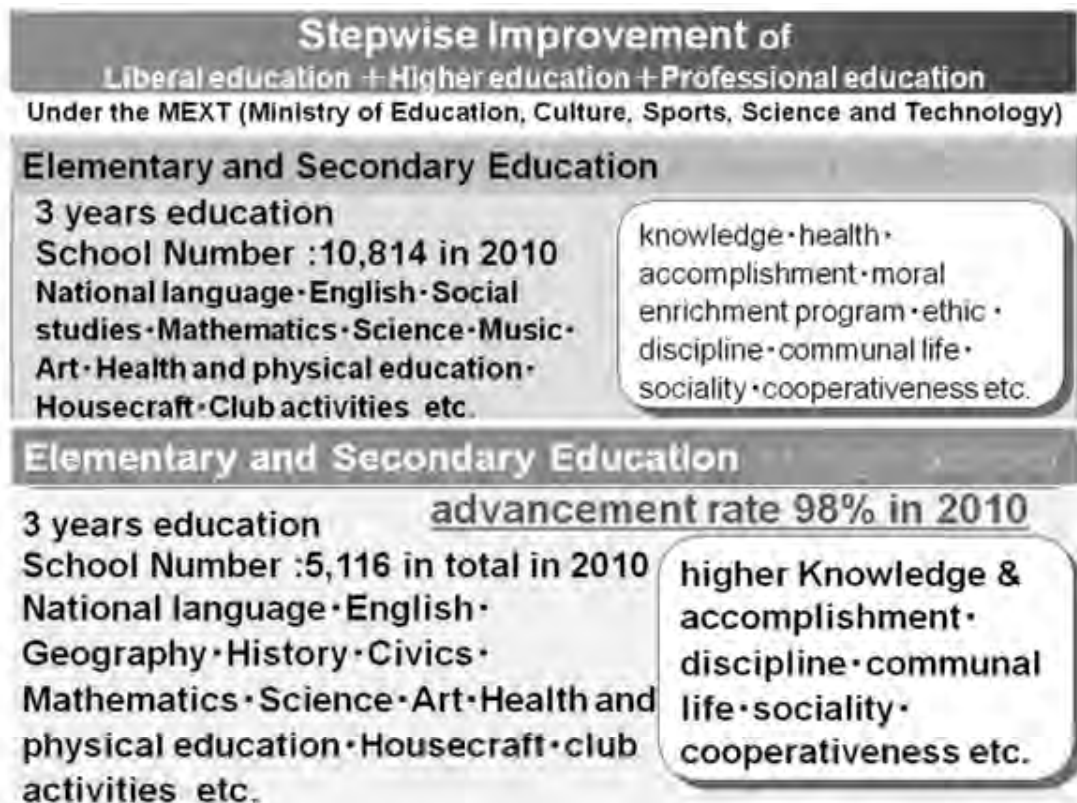 Stepwise Improvement of
Liberal education +Higher education+Professional education
Under the MEXT (Ministry of Education, Culture, Sports, Science and Technology)
Elementary and Secondary Education
3 years education
School Number :10,814 in 2010
National language･English･Social
studies･Mathematics･Science･Music･
Art･Health and physical education･
Housecraft･Club activities etc.
knowledge･health･
accomplishment･moral
enrichment program･ethic･
discipline･communal life･
sociality･cooperativeness etc.
Elementary and Secondary Education
advancement rate 98% in 2010
3 years education
School Number :5,116 in total in 2010
National language･English･
Geography･History･Civics･
Mathematics･Science･Art･Health and
physical education･Housecraft･club
activities etc.
higher Knowledge &
accomplishment･
discipline･communal
life･sociality･
cooperativeness etc.